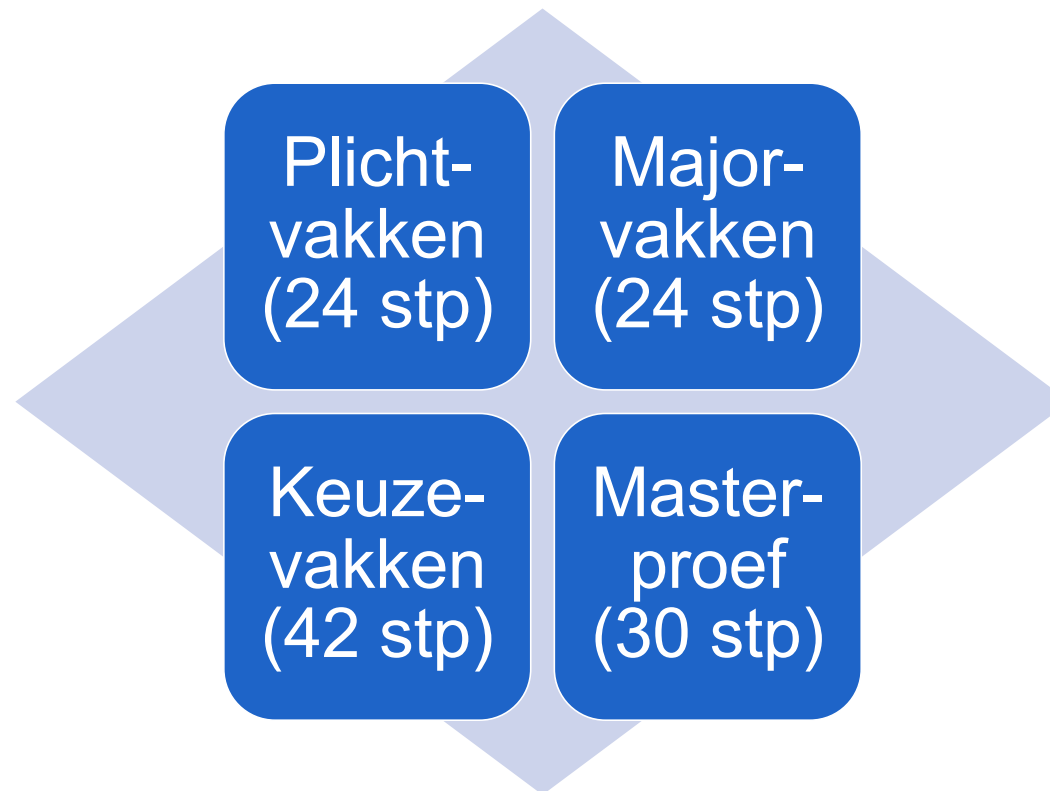 Plicht-
vakken
(24 stp)
Major-
vakken
(24 stp)
Keuze-
vakken
(42 stp)
Master-
proef
(30 stp)